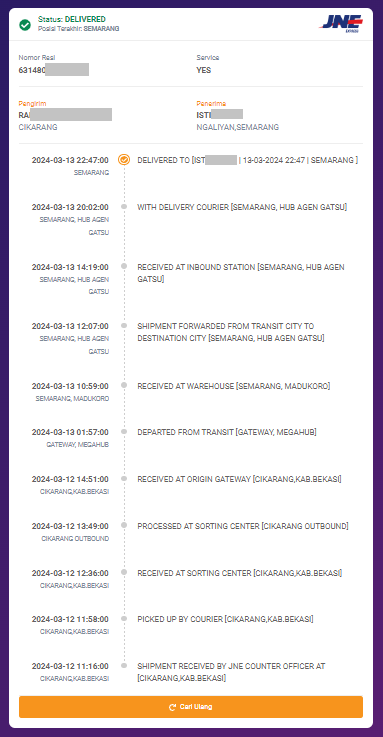 Status: DELIVERED
Posisi Terakhir: SEMARANG
JNE
EXPRESS
Nomor Resi
Service
631480
YES
Pengirim
Penerima
RA
ISTI
CIKARANG
NGALIYAN,SEMARANG
2024-03-13 22:47:00
SEMARANG
DELIVERED TO [IST | 13-03-2024 22:47 | SEMARANG ]
2024-03-13 20:02:00
SEMARANG, HUB AGEN
GATSU
WITH DELIVERY COURIER [SEMARANG, HUB AGEN GATSU]
2024-03-13 14:19:00
SEMARANG, HUB AGEN
GATSU
RECEIVED AT INBOUND STATION [SEMARANG, HUB AGEN
GATSU]
2024-03-13 12:07:00
SEMARANG, HUB AGEN
GATSU
SHIPMENT FORWARDED FROM TRANSIT CITY TO
DESTINATION CITY [SEMARANG, HUB AGEN GATSU]
2024-03-13 10:59:00
SEMARANG, MADUKORO
RECEIVED AT WAREHOUSE [SEMARANG, MADUKORO]
2024-03-13 01:57:00
GATEWAY, MEGAHUB
DEPARTED FROM TRANSIT [GATEWAY, MEGAHUB]
2024-03-12 14:51:00
CIKARANG,KAB.BEKASI
RECEIVED AT ORIGIN GATEWAY [CIKARANG,KAB.BEKASI]
2024-03-12 13:49:00
CIKARANG OUTBOUND
PROCESSED AT SORTING CENTER [CIKARANG OUTBOUND]
2024-03-12 12:36:00
CIKARANG,KAB.BEKASI
RECEIVED AT SORTING CENTER [CIKARANG,KAB.BEKASI]
2024-03-12 11:58:00
CIKARANG,KAB.BEKASI
PICKED UP BY COURIER [CIKARANG,KAB.BEKASI]
2024-03-12 11:16:00
CIKARANG,KAB.BEKASI
SHIPMENT RECEIVED BY JNE COUNTER OFFICER AT
[CIKARANG,KAB.BEKASI]
Cari Ulang